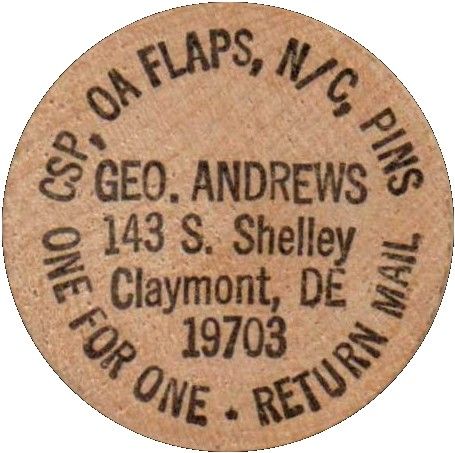 CSP, OA FLAPS, N/C, PINS
GEO. ANDREWS
143 S. Shelley
Claymont, DE
19703
ONE FOR ONE • RETURN MAIL